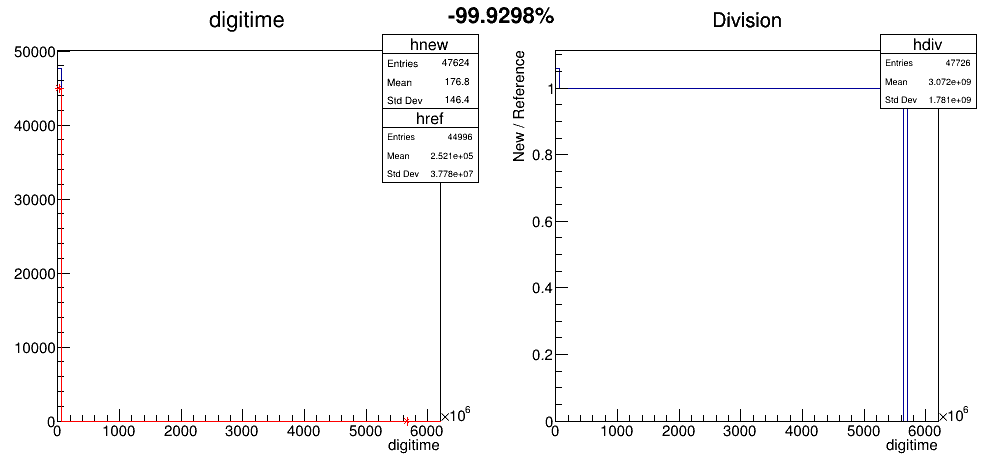 digitime
-99.9298%
Division
hnew
Entries 47624
Mean 176.8
Std Dev 146.4
href
Entries 44996
Mean 2.521e+05
Std Dev 3.778e+07
50000
40000
30000
20000
10000
0
0 1000 2000 3000 4000 5000 6000
×10⁶
digitime
hdiv
Entries 47726
Mean 3.072e+09
Std Dev 1.781e+09
New / Reference
1
0.8
0.6
0.4
0.2
0
0 1000 2000 3000 4000 5000 6000
×10⁶
digitime